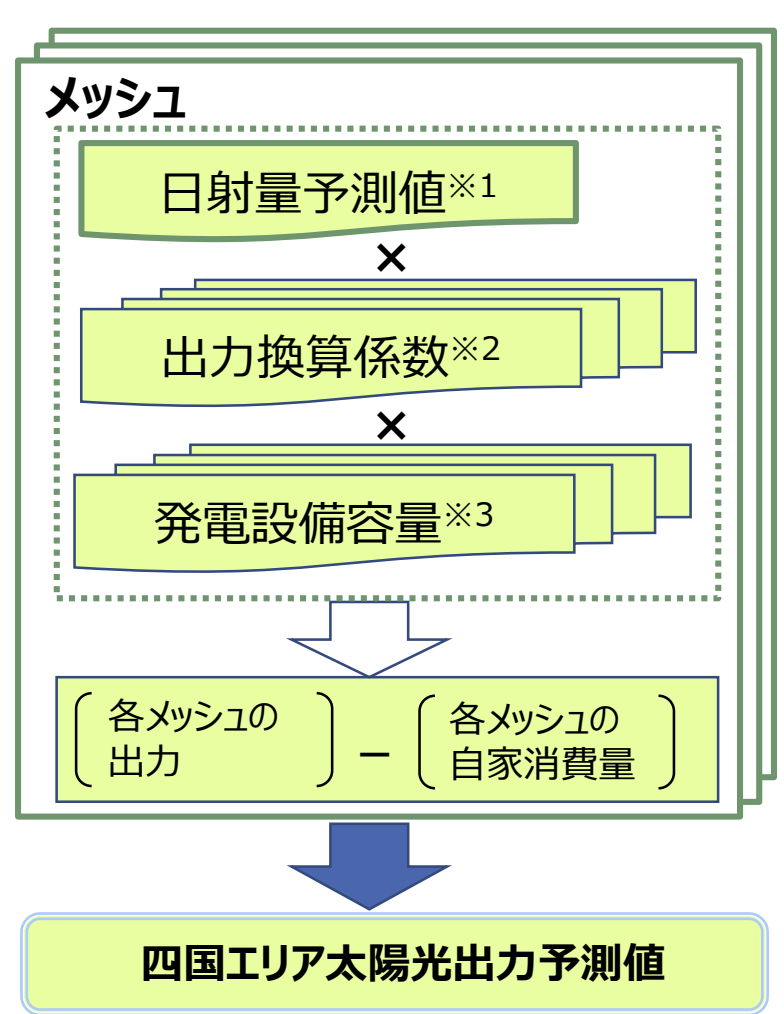 メッシュ
日射量予測値※1
×
出力換算係数※2
×
発電設備容量※3
各メッシュの
出力
−
各メッシュの
自家消費量
四国エリア太陽光出力予測値